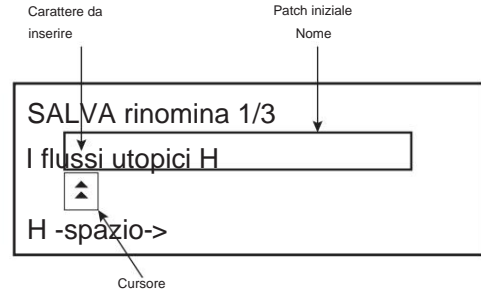 Carattere da
inserire
Patch iniziale
Nome
SALVA rinomina 1/3
I flussi utopici H
H -spazio->
Cursore